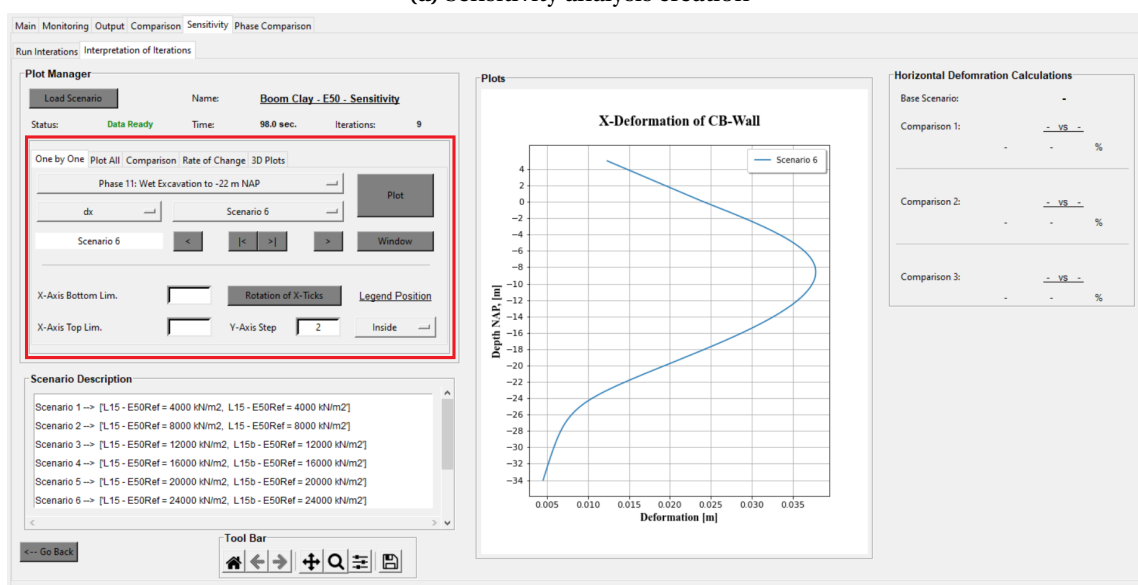 (a) Sensitivity analysis creation
Main Monitoring Output Comparison Sensitivity Phase Comparison
Run Interations Interpretation of Iterations
Plot Manager
Load Scenario Name: Boom Clay - E50 - Sensitivity
Status: Data Ready Time: 98.0 sec. Iterations: 9
One by One Plot All Comparison Rate of Change 3D Plots
Phase 11: Wet Excavation to -22 m NAP
Plot
dx Scenario 6
Scenario 6 < |< >| > Window
X-Axis Bottom Lim. Rotation of X-Ticks Legend Position
X-Axis Top Lim. Y-Axis Step 2 Inside
Scenario Description
Scenario 1 --> ['L15 - E50Ref = 4000 kN/m2, L15 - E50Ref = 4000 kN/m2']
Scenario 2 --> ['L15 - E50Ref = 8000 kN/m2, L15 - E50Ref = 8000 kN/m2']
Scenario 3 --> ['L15 - E50Ref = 12000 kN/m2, L15b - E50Ref = 12000 kN/m2']
Scenario 4 --> ['L15 - E50Ref = 16000 kN/m2, L15b - E50Ref = 16000 kN/m2']
Scenario 5 --> ['L15 - E50Ref = 20000 kN/m2, L15b - E50Ref = 20000 kN/m2']
Scenario 6 --> ['L15 - E50Ref = 24000 kN/m2, L15b - E50Ref = 24000 kN/m2']
<-- Go Back
Tool Bar
Plots
X-Deformation of CB-Wall
Scenario 6
Depth NAP, [m]
4
2
0
−2
−4
−6
−8
−10
−12
−14
−16
−18
−20
−22
−24
−26
−28
−30
−32
−34
0.005 0.010 0.015 0.020 0.025 0.030 0.035
Deformation [m]
Horizontal Defomration Calculations
Base Scenario: -
Comparison 1: - vs -
- - %
Comparison 2: - vs -
- - %
Comparison 3: - vs -
- - %